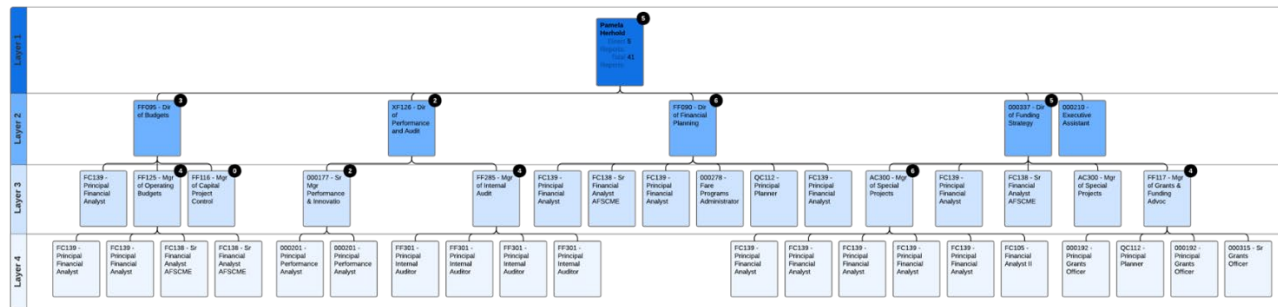 Layer 1
5
Pamela
Herhold
Direct 5
Reports
Total 41
Reports
Layer 2
3
FF095 - Dir
of Budgets
2
XF126 - Dir
of
Performance
and Audit
6
FF090 - Dir
of Financial
Planning
5
000337 - Dir
of Funding
Strategy
000210 -
Executive
Assistant
Layer 3
FC139 -
Principal
Financial
Analyst
4
FF125 - Mgr
of Operating
Budgets
0
FF116 - Mgr
of Capital
Project
Control
2
000177 - Sr
Mgr
Performance
& Innovatio
4
FF285 - Mgr
of Internal
Audit
FC139 -
Principal
Financial
Analyst
FC138 - Sr
Financial
Analyst
AFSCME
FC139 -
Principal
Financial
Analyst
000278 -
Fare
Programs
Administrator
QC112 -
Principal
Planner
FC139 -
Principal
Financial
Analyst
6
AC300 - Mgr
of Special
Projects
FC139 -
Principal
Financial
Analyst
FC138 - Sr
Financial
Analyst
AFSCME
AC300 - Mgr
of Special
Projects
4
FF117 - Mgr
of Grants &
Funding
Advoc
Layer 4
FC139 -
Principal
Financial
Analyst
FC139 -
Principal
Financial
Analyst
FC138 - Sr
Financial
Analyst
AFSCME
FC138 - Sr
Financial
Analyst
AFSCME
000201 -
Principal
Performance
Analyst
000201 -
Principal
Performance
Analyst
FF301 -
Principal
Internal
Auditor
FF301 -
Principal
Internal
Auditor
FF301 -
Principal
Internal
Auditor
FF301 -
Principal
Internal
Auditor
FC139 -
Principal
Financial
Analyst
FC139 -
Principal
Financial
Analyst
FC139 -
Principal
Financial
Analyst
FC139 -
Principal
Financial
Analyst
FC139 -
Principal
Financial
Analyst
FC105 -
Financial
Analyst II
000192 -
Principal
Grants
Officer
QC112 -
Principal
Planner
000192 -
Principal
Grants
Officer
000315 - Sr
Grants
Officer